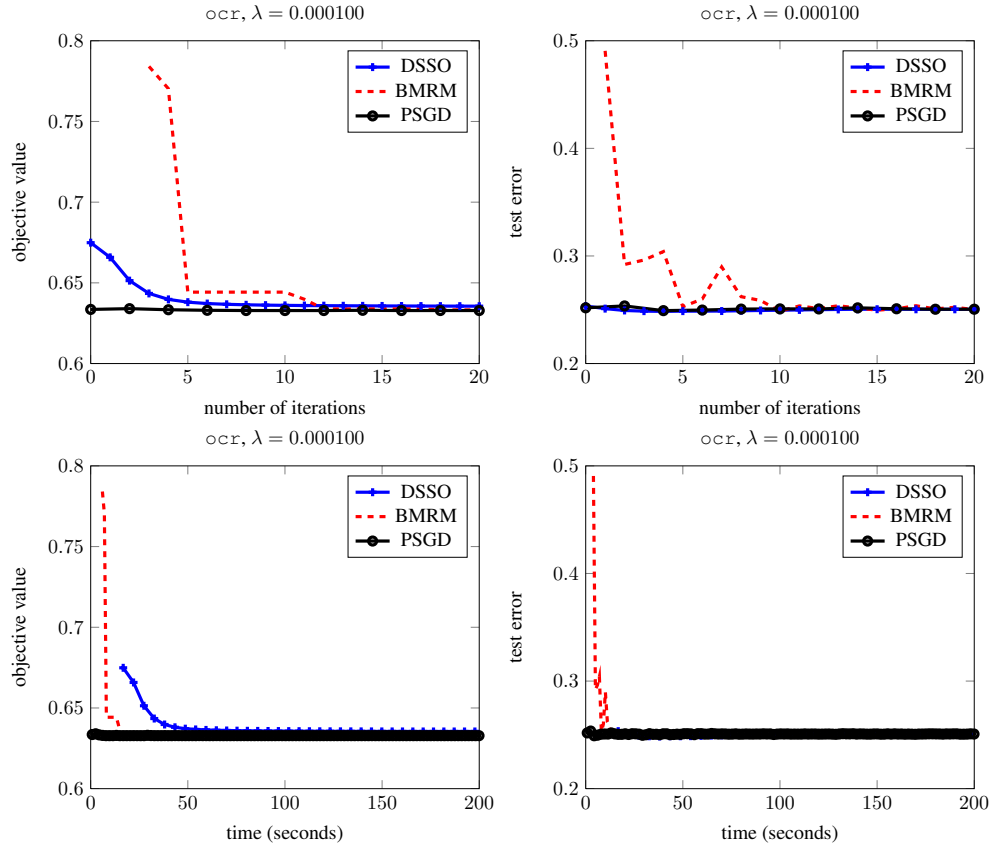 ocr, λ = 0.000100
0.8
0.75
0.7
0.65
0.6
objective value
DSSO
BMRM
PSGD
0 5 10 15 20
number of iterations
ocr, λ = 0.000100
0.5
0.4
0.3
0.2
test error
DSSO
BMRM
PSGD
0 5 10 15 20
number of iterations
ocr, λ = 0.000100
0.8
0.75
0.7
0.65
0.6
objective value
DSSO
BMRM
PSGD
0 50 100 150 200
time (seconds)
ocr, λ = 0.000100
0.5
0.4
0.3
0.2
test error
DSSO
BMRM
PSGD
0 50 100 150 200
time (seconds)